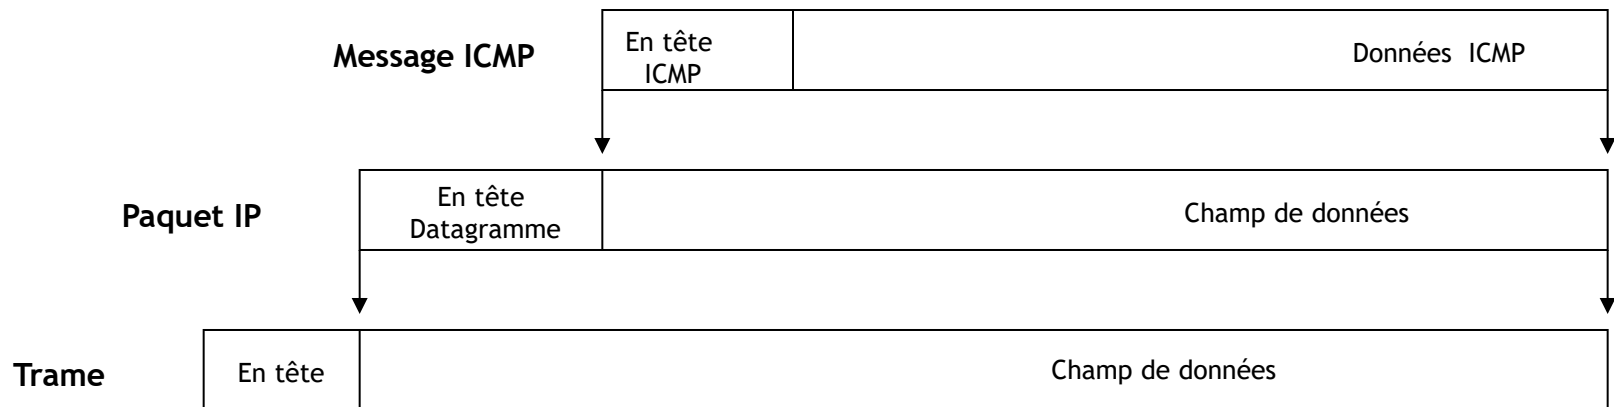 Message ICMP
En tête
ICMP
Données ICMP
Paquet IP
En tête
Datagramme
Champ de données
Trame
En tête
Champ de données